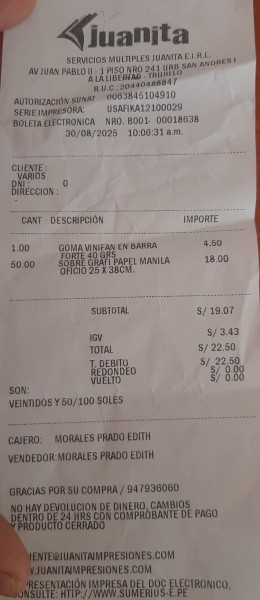 juanita
SERVICIOS MULTIPLES JUANITA E.I.R.L.
AV JUAN PABLO II - 1 PISO NRO 241 URB SAN ANDRES I
A LA LIBERTAD - TRUJILLO
R.U.C.:20440485847
AUTORIZACIÓN SUNAT 0063845104910
SERIE IMPRESORA: USAFIKA12100029
BOLETA ELECTRONICA NRO. B001- 00018638
30/08/2025 10:06:31 a.m.
CLIENTE :
VARIOS
DNI : 0
DIRECCION :
-
CANT DESCRIPCIÓN IMPORTE
1.00 GOMA VINIFAN EN BARRA 4.50
FORTE 40 GRS
50.00 SOBRE GRAFI PAPEL MANILA 18.00
OFICIO 25 X 38CM.
SUBTOTAL S/ 19.07
IGV S/ 3.43
TOTAL S/ 22.50
T. DEBITO S/ 22.50
REDONDEO S/ 0.00
VUELTO S/ 0.00
SON:
VEINTIDOS Y 50/100 SOLES
CAJERO: MORALES PRADO EDITH
VENDEDOR: MORALES PRADO EDITH
GRACIAS POR SU COMPRA / 947936060
NO HAY DEVOLUCION DE DINERO, CAMBIOS
DENTRO DE 24 HRS CON COMPROBANTE DE PAGO
Y PRODUCTO CERRADO
IENTE@JUANITAIMPRESIONES.COM
.JUANITAIMPRESIONES.COM
PRESENTACIÓN IMPRESA DEL DOC ELECTRONICO,
CONSULTE: HTTP://WWW.SUMERIUS-E.PE